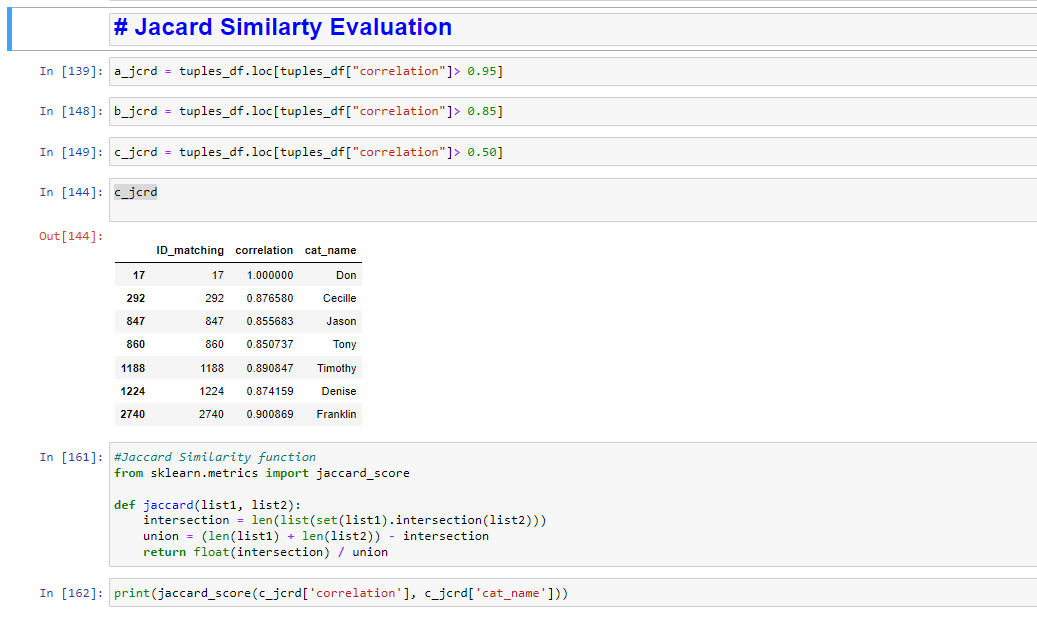 # Jacard Similarty Evaluation
In [139]: a_jcrd = tuples_df.loc[tuples_df["correlation"]> 0.95]
In [148]: b_jcrd = tuples_df.loc[tuples_df["correlation"]> 0.85]
In [149]: c_jcrd = tuples_df.loc[tuples_df["correlation"]> 0.50]
In [144]: c_jcrd
Out[144]:
ID_matching correlation cat_name
17 17 1.000000 Don
292 292 0.876580 Cecille
847 847 0.855683 Jason
860 860 0.850737 Tony
1188 1188 0.890847 Timothy
1224 1224 0.874159 Denise
2740 2740 0.900869 Franklin
In [161]: #Jaccard Similarity function
from sklearn.metrics import jaccard_score
def jaccard(list1, list2):
    intersection = len(list(set(list1).intersection(list2)))
    union = (len(list1) + len(list2)) - intersection
    return float(intersection) / union
In [162]: print(jaccard_score(c_jcrd['correlation'], c_jcrd['cat_name']))